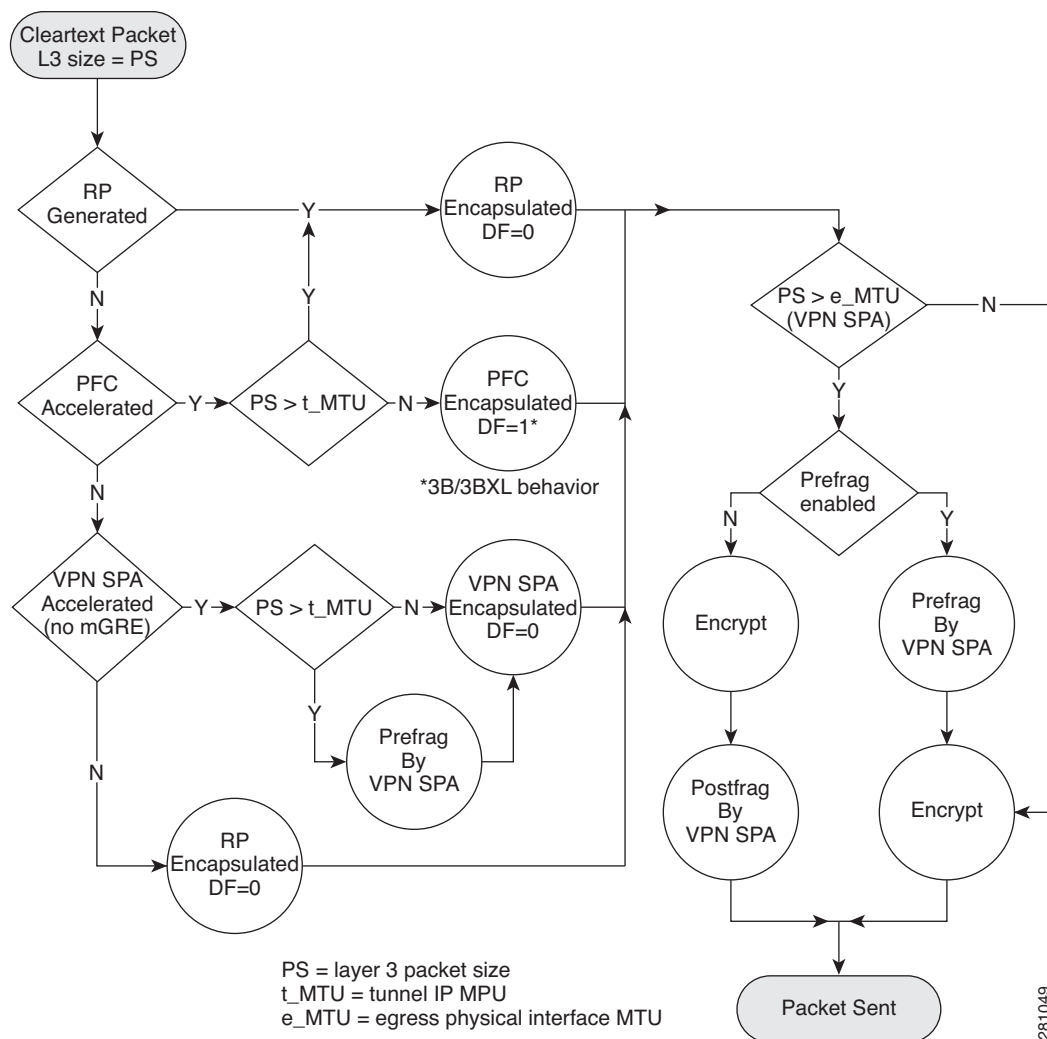 Cleartext Packet
L3 size = PS
RP
Generated
Y
RP
Encapsulated
DF=0
N
Y
PS > e_MTU
(VPN SPA)
N
PFC
Accelerated
Y
PS > t_MTU
N
PFC
Encapsulated
DF=1*
*3B/3BXL behavior
Y
N
Prefrag
enabled
N
Y
VPN SPA
Accelerated
(no mGRE)
Y
PS > t_MTU
N
VPN SPA
Encapsulated
DF=0
Encrypt
Prefrag
By
VPN SPA
Y
Prefrag
By
VPN SPA
N
Postfrag
By
VPN SPA
Encrypt
RP
Encapsulated
DF=0
PS = layer 3 packet size
t_MTU = tunnel IP MPU
e_MTU = egress physical interface MTU
Packet Sent
281049